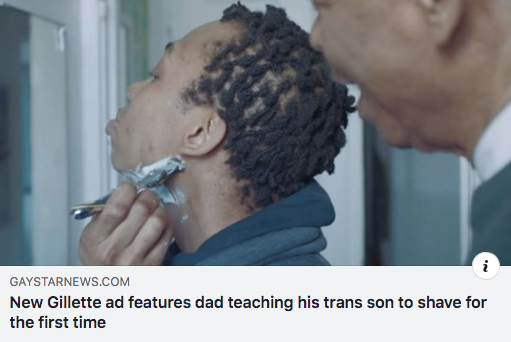 GAYSTARNEWS.COM
New Gillette ad features dad teaching his trans son to shave for
the first time